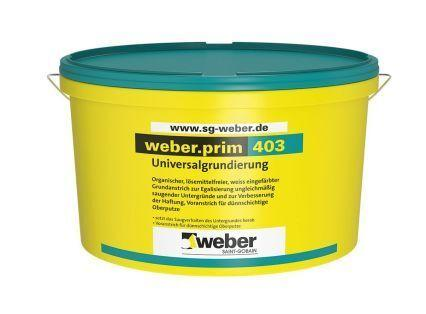 www.sg-weber.de
weber.prim 403
Universalgrundierung
Organischer, lösemittelfreier, weiss eingefärbter
Grundanstrich zur Egalisierung ungleichmäßig
saugender Untergründe und zur Verbesserung
der Haftung, Voranstrich für dünnschichtige
Oberputze
• setzt das Saugverhalten des Untergrundes herab
• Voranstrich für dünnschichtige Oberputze
weber
SAINT-GOBAIN